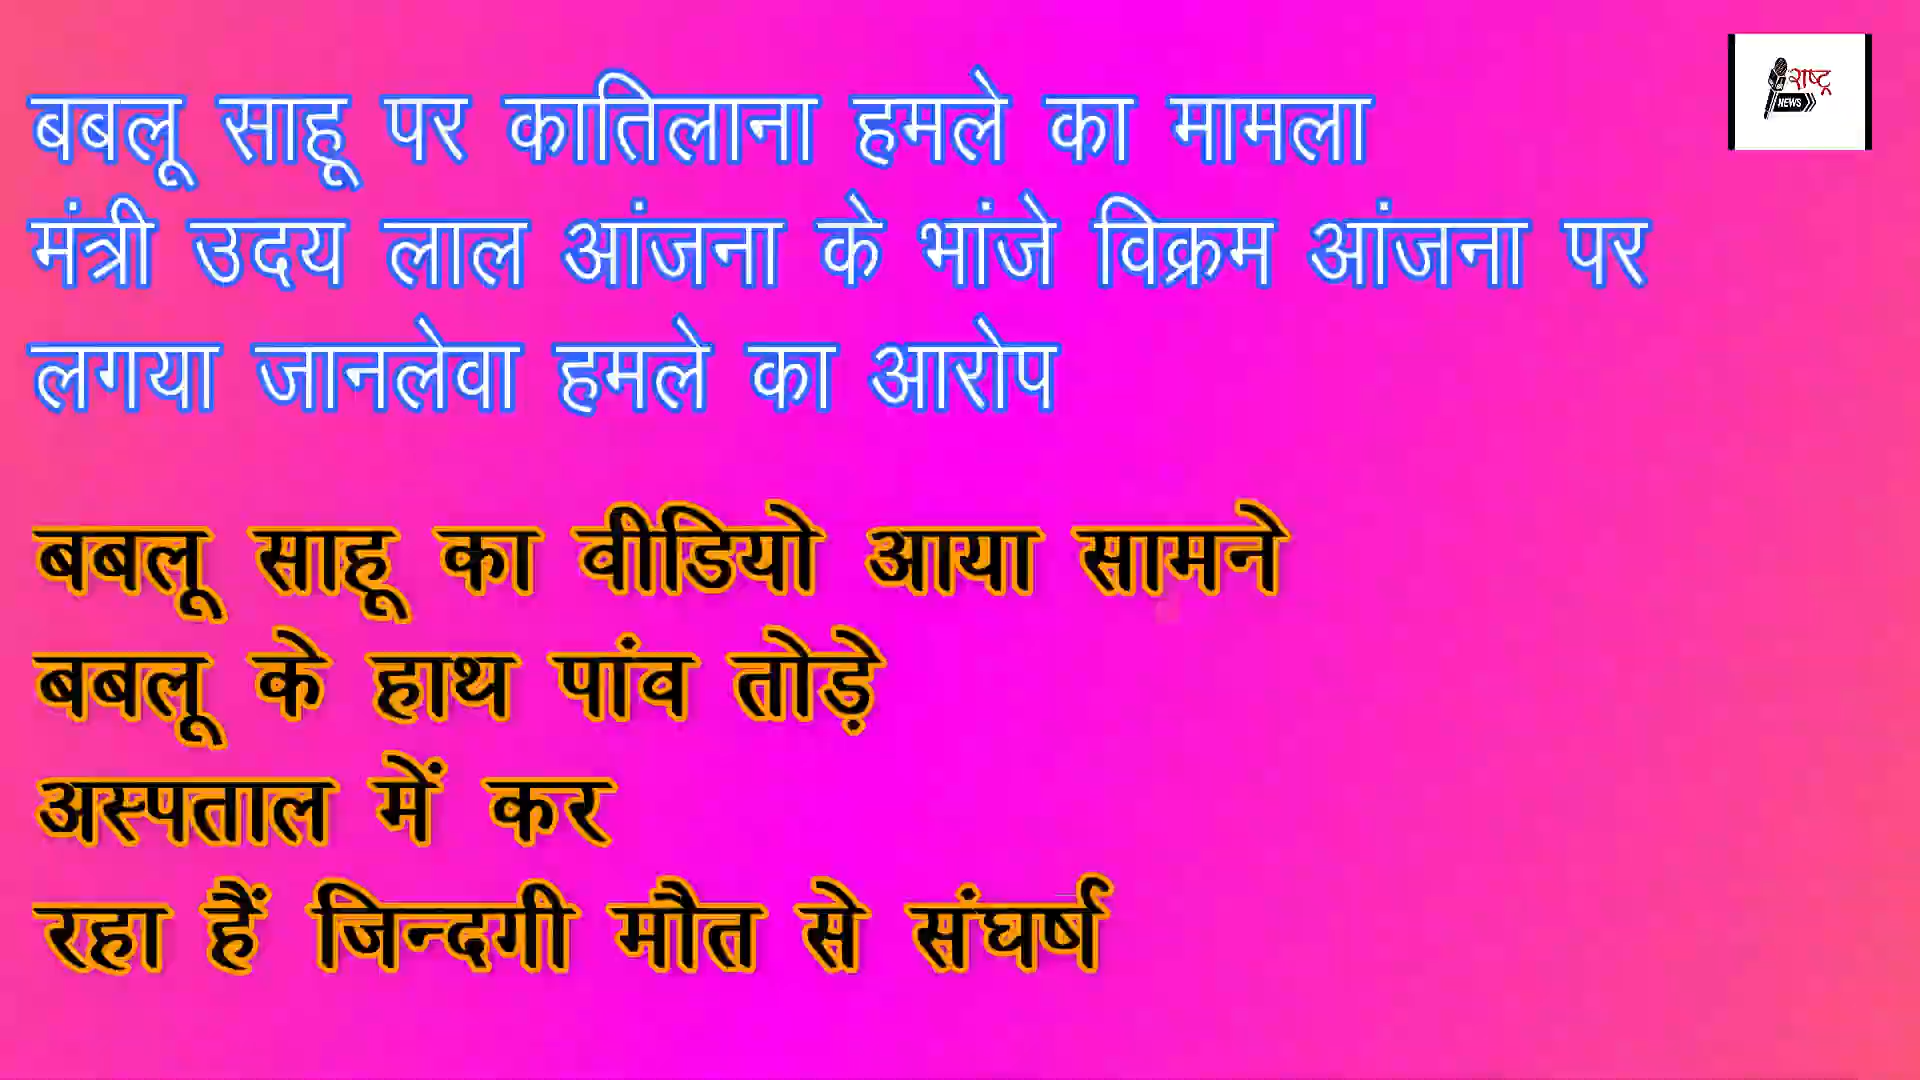 बबलू साहू पर कातिलाना हमले का मामला
मंत्री उदय लाल आंजना के भांजे विक्रम आंजना पर
लगया जानलेवा हमले का आरोप
बबलू साहू का वीडियो आया सामने
बबलू के हाथ पांव तोड़े
अस्पताल में कर
रहा हैं जिन्दगी मौत से संघर्ष
राष्ट्र
NEWS